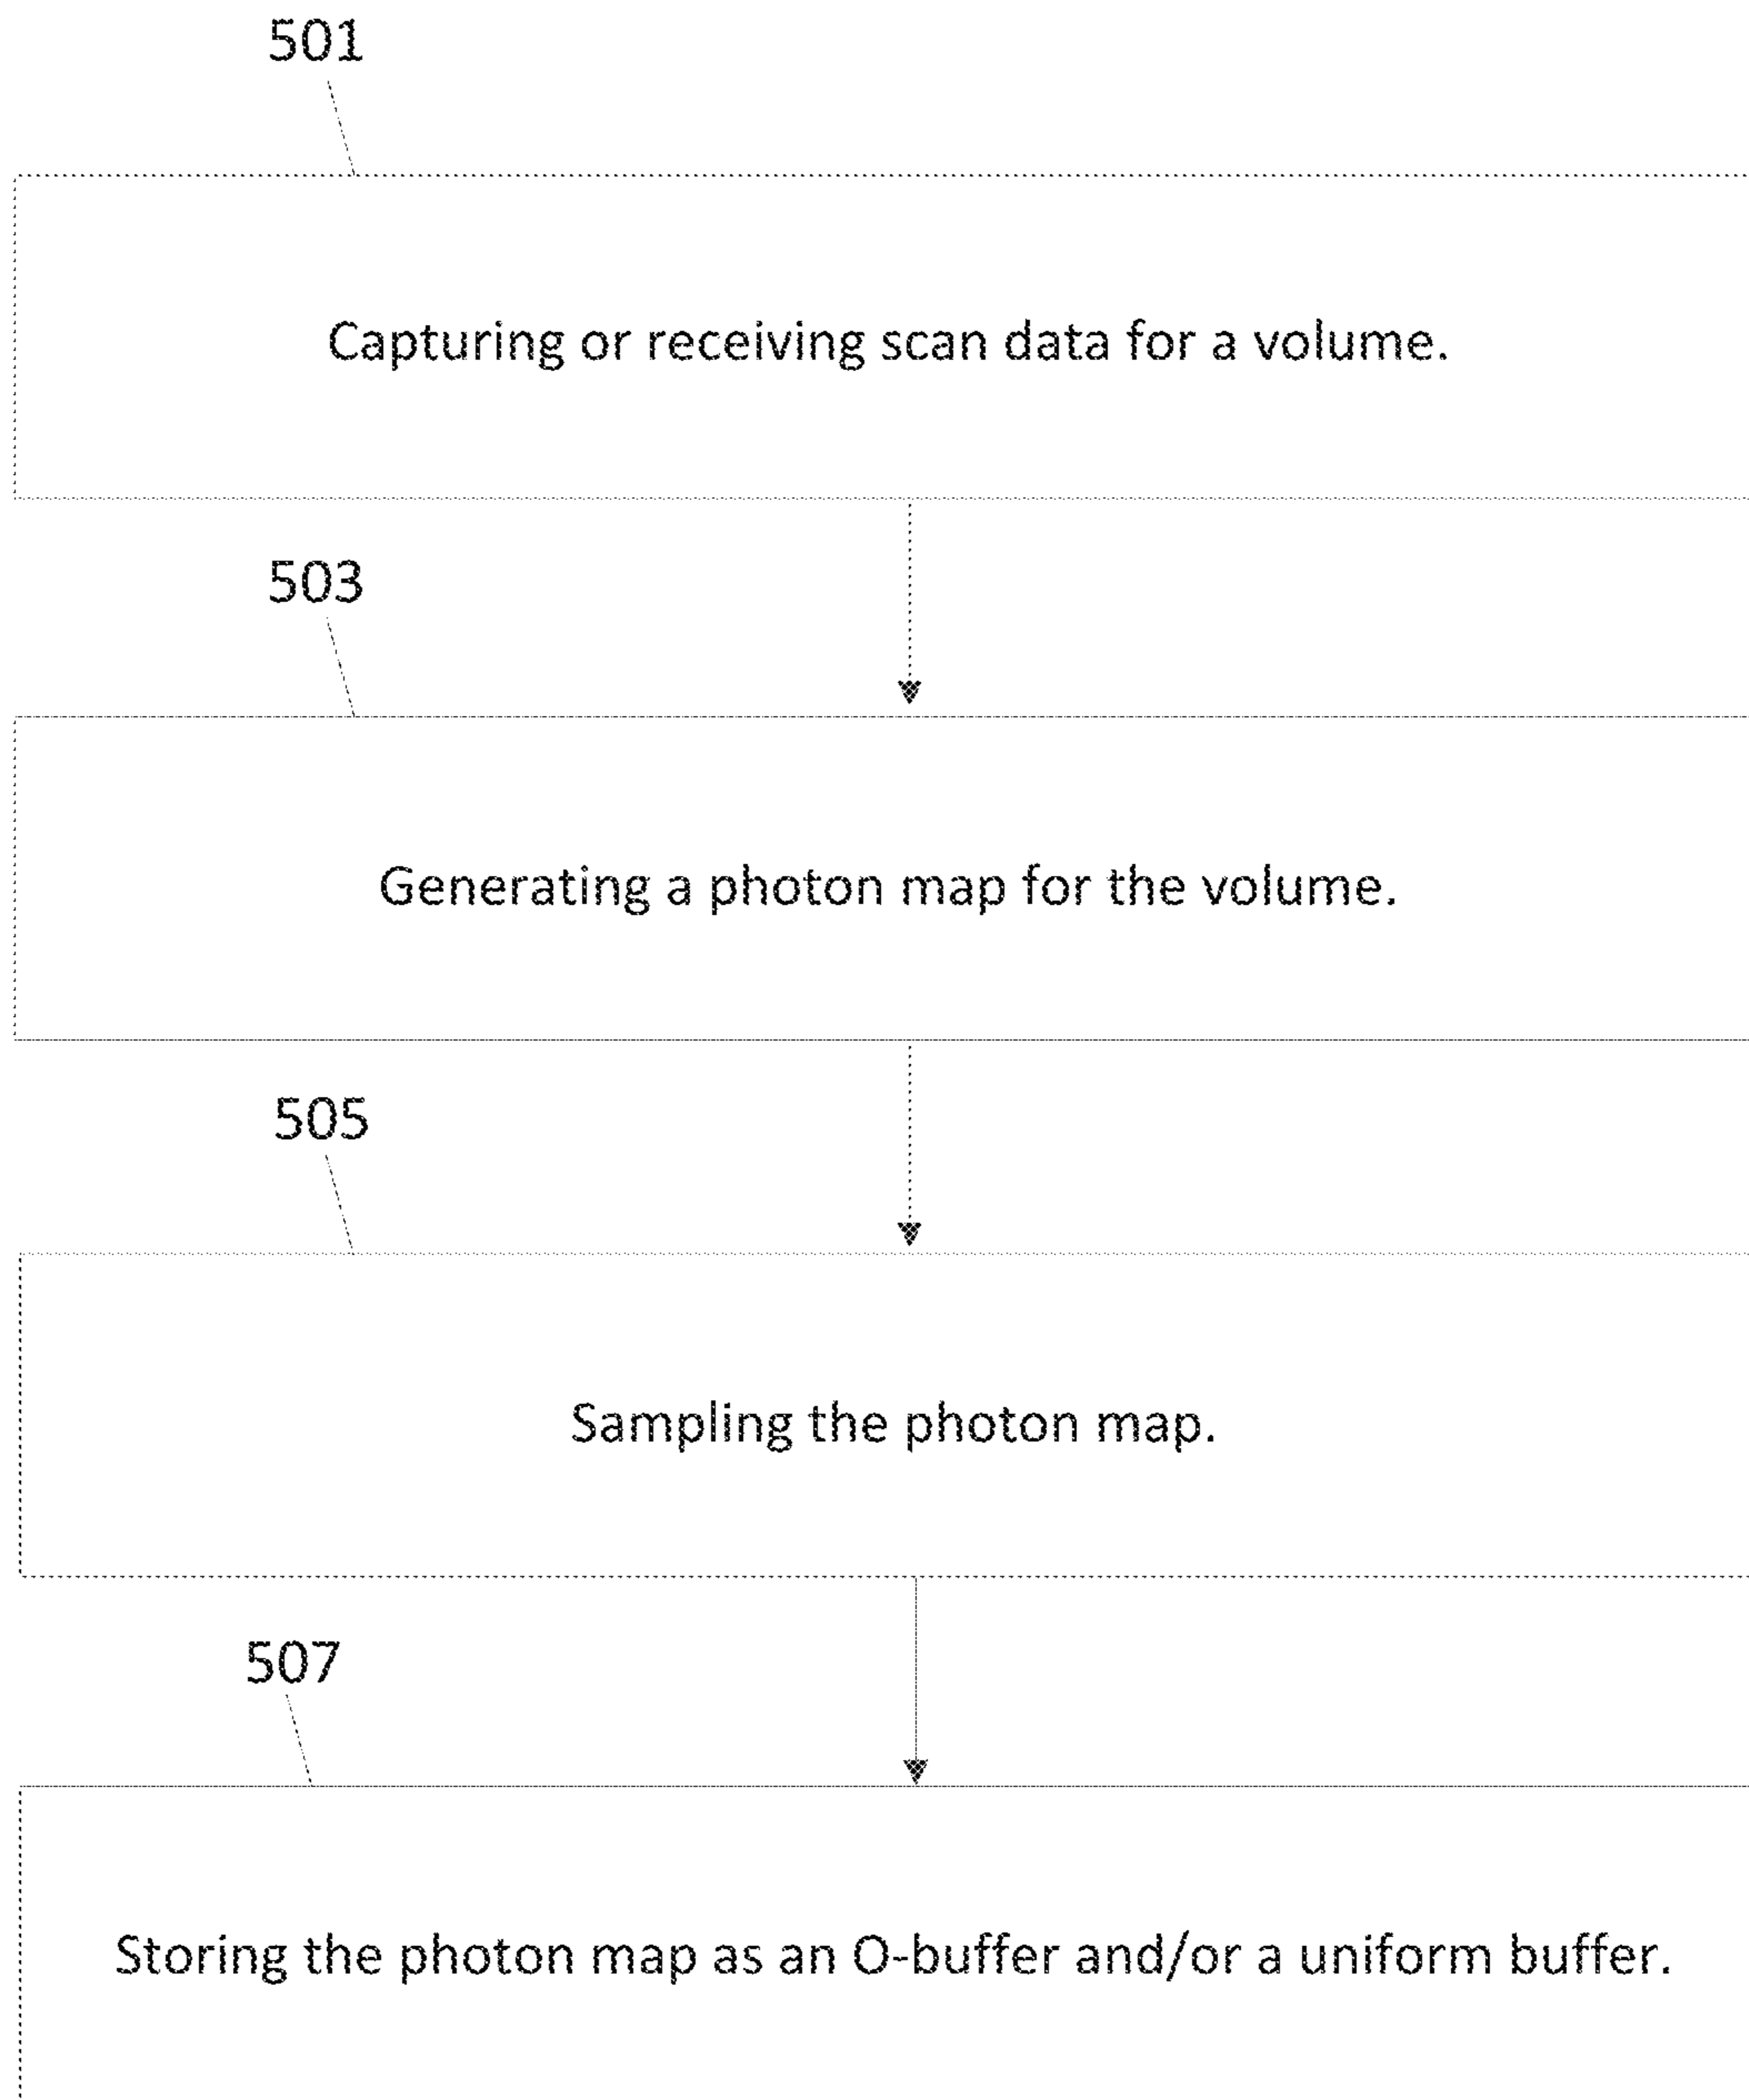 501
Capturing or receiving scan data for a volume.
503
Generating a photon map for the volume.
505
Sampling the photon map.
507
Storing the photon map as an O-buffer and/or a uniform buffer.